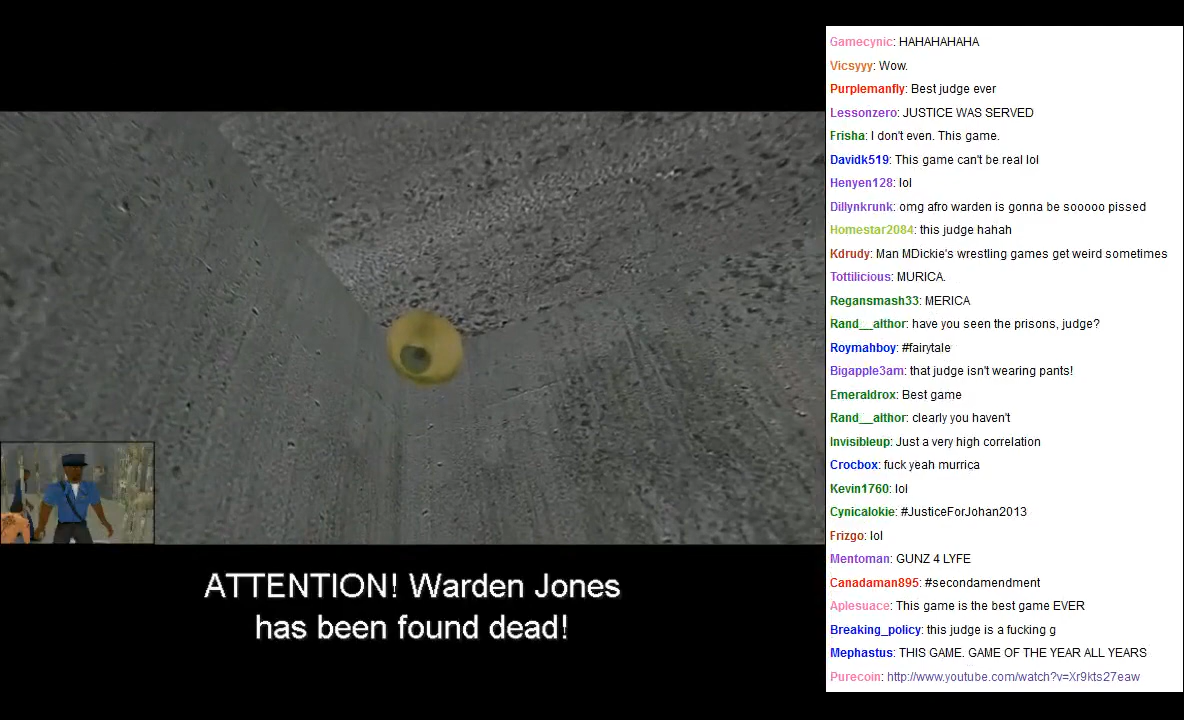 ATTENTION! Warden Jones
has been found dead!
Gamecynic: HAHAHAHAHA
Vicsyyy: Wow.
Purplemanfly: Best judge ever
Lessonzero: JUSTICE WAS SERVED
Frisha: I don't even. This game.
Davidk519: This game can't be real lol
Henyen128: lol
Dillynkrunk: omg afro warden is gonna be sooooo pissed
Homestar2084: this judge hahah
Kdrudy: Man MDickie's wrestling games get weird sometimes
Tottilicious: MURICA.
Regansmash33: MERICA
Rand__althor: have you seen the prisons, judge?
Roymahboy: #fairytale
Bigapple3am: that judge isn't wearing pants!
Emeraldrox: Best game
Rand__althor: clearly you haven't
Invisibleup: Just a very high correlation
Crocbox: fuck yeah murrica
Kevin1760: lol
Cynicalokie: #JusticeForJohan2013
Frizgo: lol
Mentoman: GUNZ 4 LYFE
Canadaman895: #secondamendment
Aplesuace: This game is the best game EVER
Breaking_policy: this judge is a fucking g
Mephastus: THIS GAME. GAME OF THE YEAR ALL YEARS
Purecoin: http://www.youtube.com/watch?v=Xr9kts27eaw